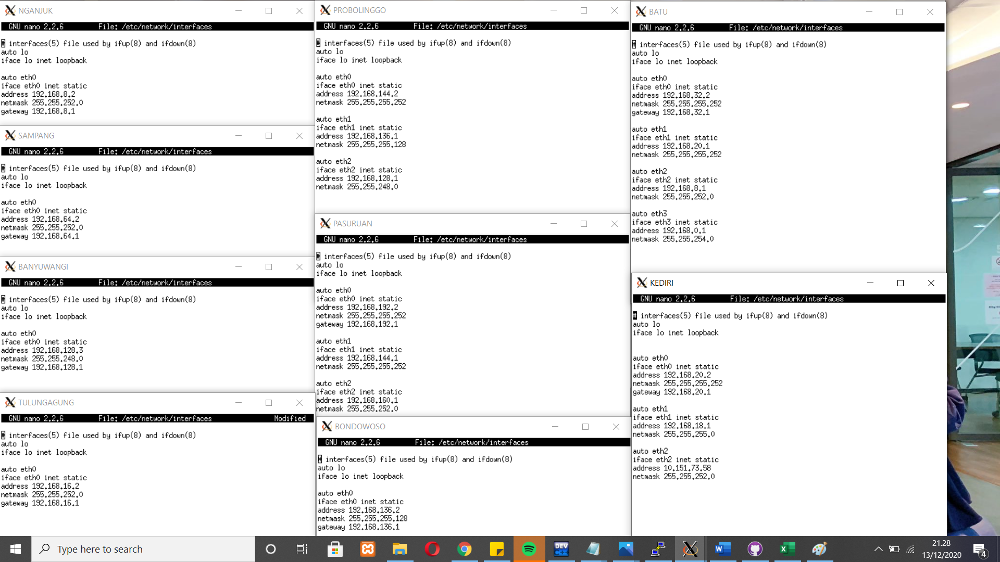 NGANJUK
GNU nano 2.2.6 File: /etc/network/interfaces
# interfaces(5) file used by ifup(8) and ifdown(8)
auto lo
iface lo inet loopback
auto eth0
iface eth0 inet static
address 192.168.8.2
netmask 255.255.252.0
gateway 192.168.8.1
SAMPANG
GNU nano 2.2.6 File: /etc/network/interfaces
# interfaces(5) file used by ifup(8) and ifdown(8)
auto lo
iface lo inet loopback
auto eth0
iface eth0 inet static
address 192.168.64.2
netmask 255.255.252.0
gateway 192.168.64.1
BANYUWANGI
GNU nano 2.2.6 File: /etc/network/interfaces
# interfaces(5) file used by ifup(8) and ifdown(8)
auto lo
iface lo inet loopback
auto eth0
iface eth0 inet static
address 192.168.128.3
netmask 255.255.248.0
gateway 192.168.128.1
TULUNGAGUNG
GNU nano 2.2.6 File: /etc/network/interfaces Modified
# interfaces(5) file used by ifup(8) and ifdown(8)
auto lo
iface lo inet loopback
auto eth0
iface eth0 inet static
address 192.168.16.2
netmask 255.255.252.0
gateway 192.168.16.1
PROBOLINGGO
GNU nano 2.2.6 File: /etc/network/interfaces
# interfaces(5) file used by ifup(8) and ifdown(8)
auto lo
iface lo inet loopback
auto eth0
iface eth0 inet static
address 192.168.144.2
netmask 255.255.255.252
auto eth1
iface eth1 inet static
address 192.168.136.1
netmask 255.255.255.128
auto eth2
iface eth2 inet static
address 192.168.128.1
netmask 255.255.248.0
PASURUAN
GNU nano 2.2.6 File: /etc/network/interfaces
# interfaces(5) file used by ifup(8) and ifdown(8)
auto lo
iface lo inet loopback
auto eth0
iface eth0 inet static
address 192.168.192.2
netmask 255.255.255.252
gateway 192.168.192.1
auto eth1
iface eth1 inet static
address 192.168.144.1
netmask 255.255.255.252
auto eth2
iface eth2 inet static
address 192.168.160.1
netmask 255.255.252.0
BONDOWOSO
GNU nano 2.2.6 File: /etc/network/interfaces
# interfaces(5) file used by ifup(8) and ifdown(8)
auto lo
iface lo inet loopback
auto eth0
iface eth0 inet static
address 192.168.136.2
netmask 255.255.255.128
gateway 192.168.136.1
BATU
GNU nano 2.2.6 File: /etc/network/interfaces
# interfaces(5) file used by ifup(8) and ifdown(8)
auto lo
iface lo inet loopback
auto eth0
iface eth0 inet static
address 192.168.32.2
netmask 255.255.255.252
gateway 192.168.32.1
auto eth1
iface eth1 inet static
address 192.168.20.1
netmask 255.255.255.252
auto eth2
iface eth2 inet static
address 192.168.8.1
netmask 255.255.252.0
auto eth3
iface eth3 inet static
address 192.168.0.1
netmask 255.255.254.0
KEDIRI
GNU nano 2.2.6 File: /etc/network/interfaces
# interfaces(5) file used by ifup(8) and ifdown(8)
auto lo
iface lo inet loopback
auto eth0
iface eth0 inet static
address 192.168.20.2
netmask 255.255.255.252
gateway 192.168.20.1
auto eth1
iface eth1 inet static
address 192.168.18.1
netmask 255.255.255.0
auto eth2
iface eth2 inet static
address 10.151.73.58
netmask 255.255.252.0
Type here to search
DEV
C++
21.28
13/12/2020
4